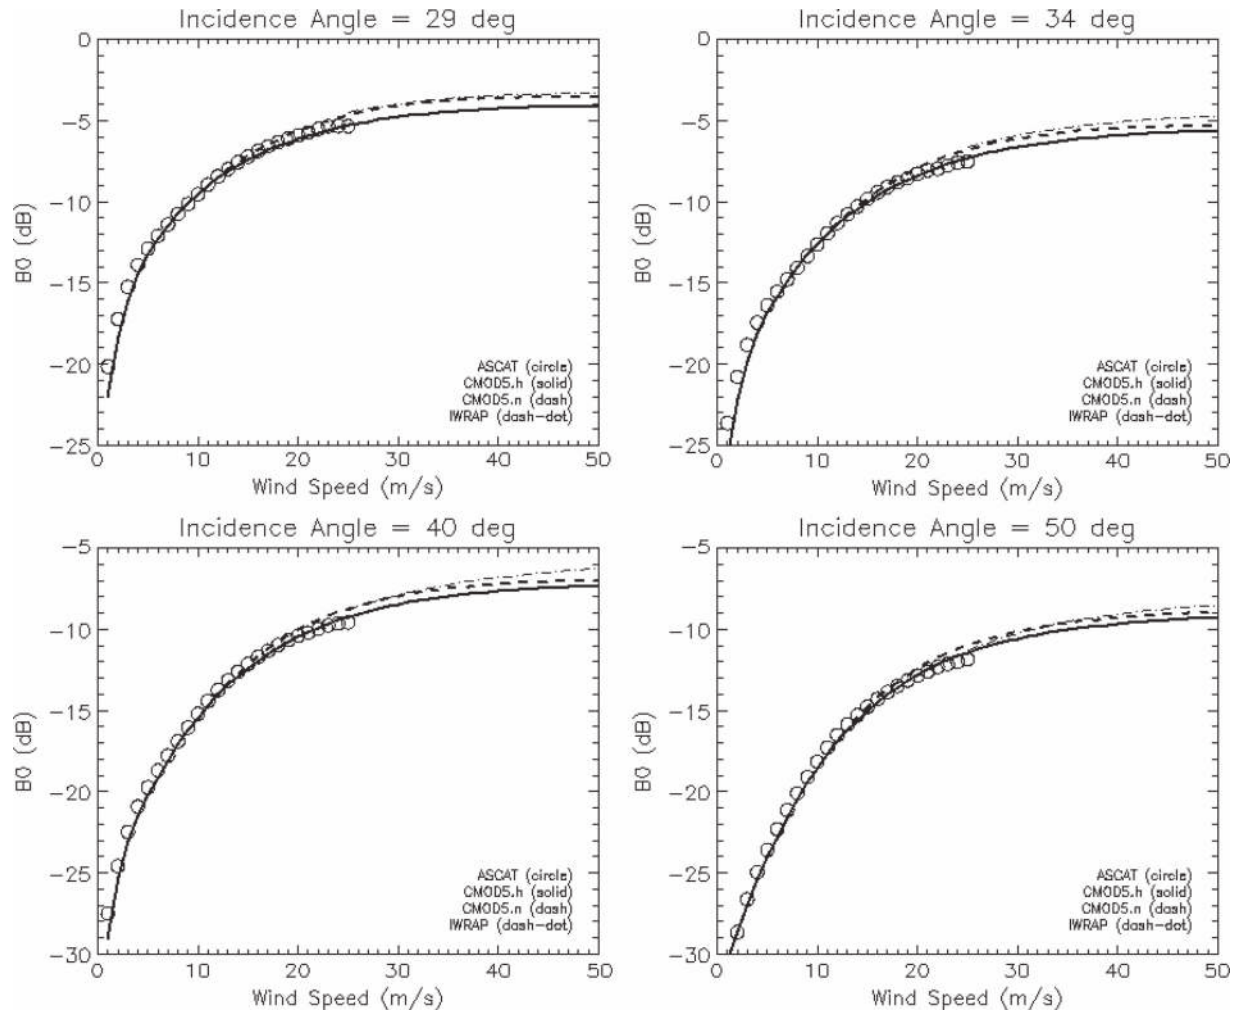 Incidence Angle = 29 deg
0
−5
−10
−15
−20
−25
B0 (dB)
ASCAT (circle)
CMOD5.h (solid)
CMOD5.n (dash)
IWRAP (dash-dot)
0 10 20 30 40 50
Wind Speed (m/s)
Incidence Angle = 34 deg
0
−5
−10
−15
−20
−25
B0 (dB)
ASCAT (circle)
CMOD5.h (solid)
CMOD5.n (dash)
IWRAP (dash-dot)
0 10 20 30 40 50
Wind Speed (m/s)
Incidence Angle = 40 deg
−5
−10
−15
−20
−25
−30
B0 (dB)
ASCAT (circle)
CMOD5.h (solid)
CMOD5.n (dash)
IWRAP (dash-dot)
0 10 20 30 40 50
Wind Speed (m/s)
Incidence Angle = 50 deg
−5
−10
−15
−20
−25
−30
B0 (dB)
ASCAT (circle)
CMOD5.h (solid)
CMOD5.n (dash)
IWRAP (dash-dot)
0 10 20 30 40 50
Wind Speed (m/s)